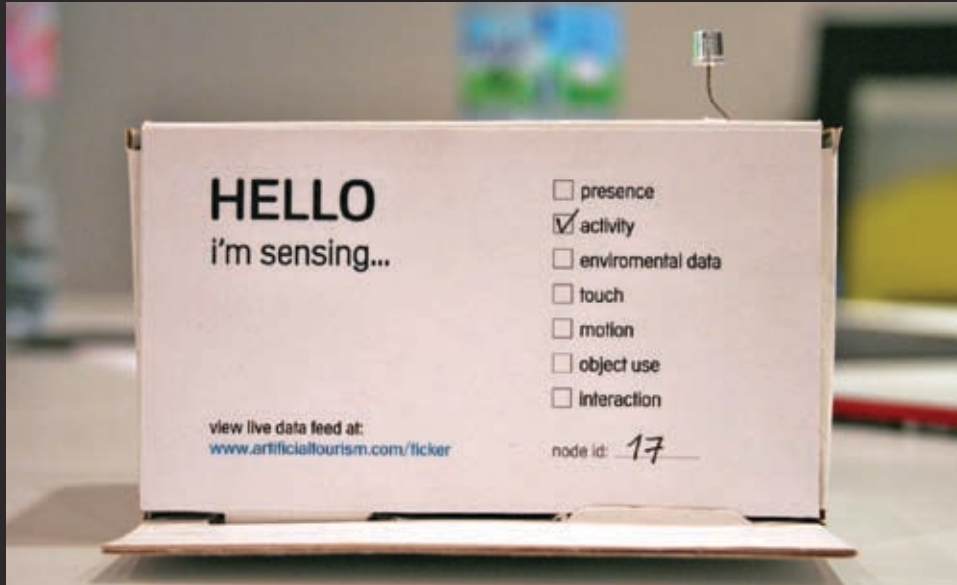 HELLO
i'm sensing...
presence
activity
enviromental data
touch
motion
object use
interaction
view live data feed at:
www.artificialtourism.com/ticker
node id: 17